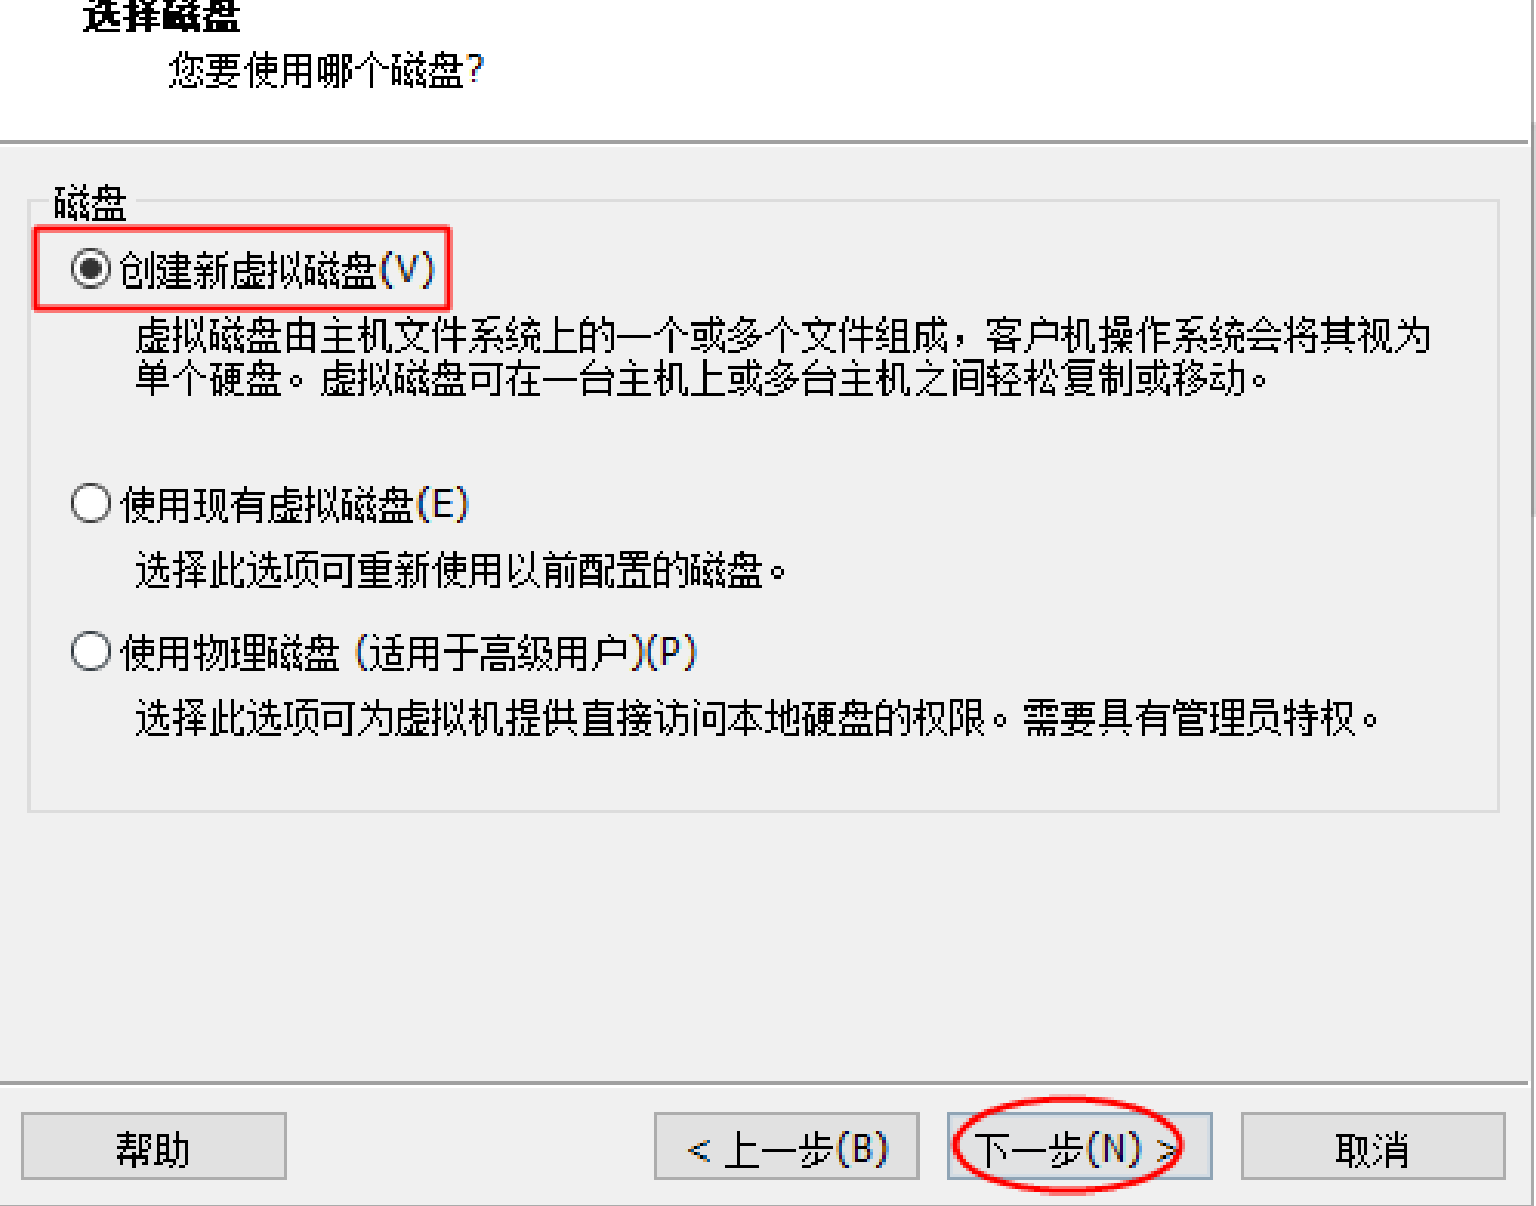 选择磁盘
您要使用哪个磁盘?
磁盘
创建新虚拟磁盘(V)
虚拟磁盘由主机文件系统上的一个或多个文件组成，客户机操作系统会将其视为
单个硬盘。虚拟磁盘可在一台主机上或多台主机之间轻松复制或移动。
使用现有虚拟磁盘(E)
选择此选项可重新使用以前配置的磁盘。
使用物理磁盘 (适用于高级用户)(P)
选择此选项可为虚拟机提供直接访问本地硬盘的权限。需要具有管理员特权。
帮助
< 上一步(B)
下一步(N) >
取消